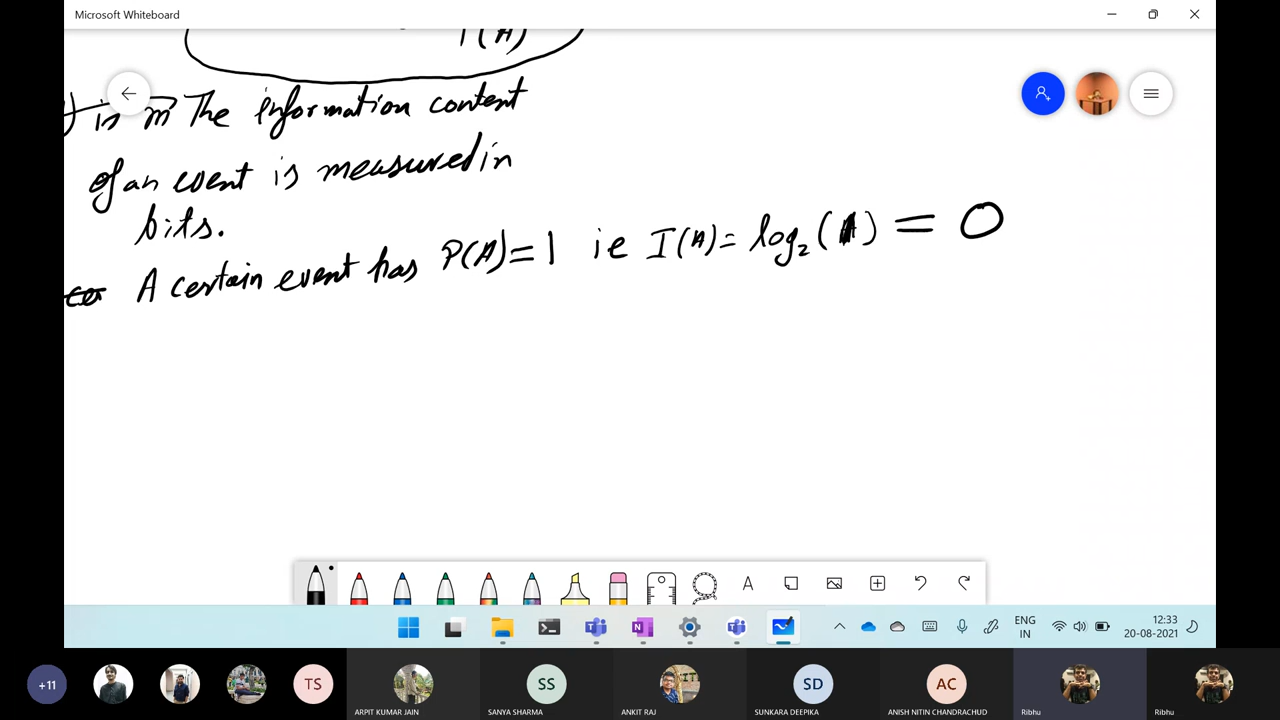 Microsoft Whiteboard
I(A)
is m The information content
of an event is measured in
bits.
A certain event has P(A)=1 ie I(A)= log₂(1) = 0
A
ENG
IN
12:33
20-08-2021
+11
TS
SS
SD
AC
ARPIT KUMAR JAIN
SANYA SHARMA
ANKIT RAJ
SUNKARA DEEPIKA
ANISH NITIN CHANDRACHUD
Ribhu
Ribhu